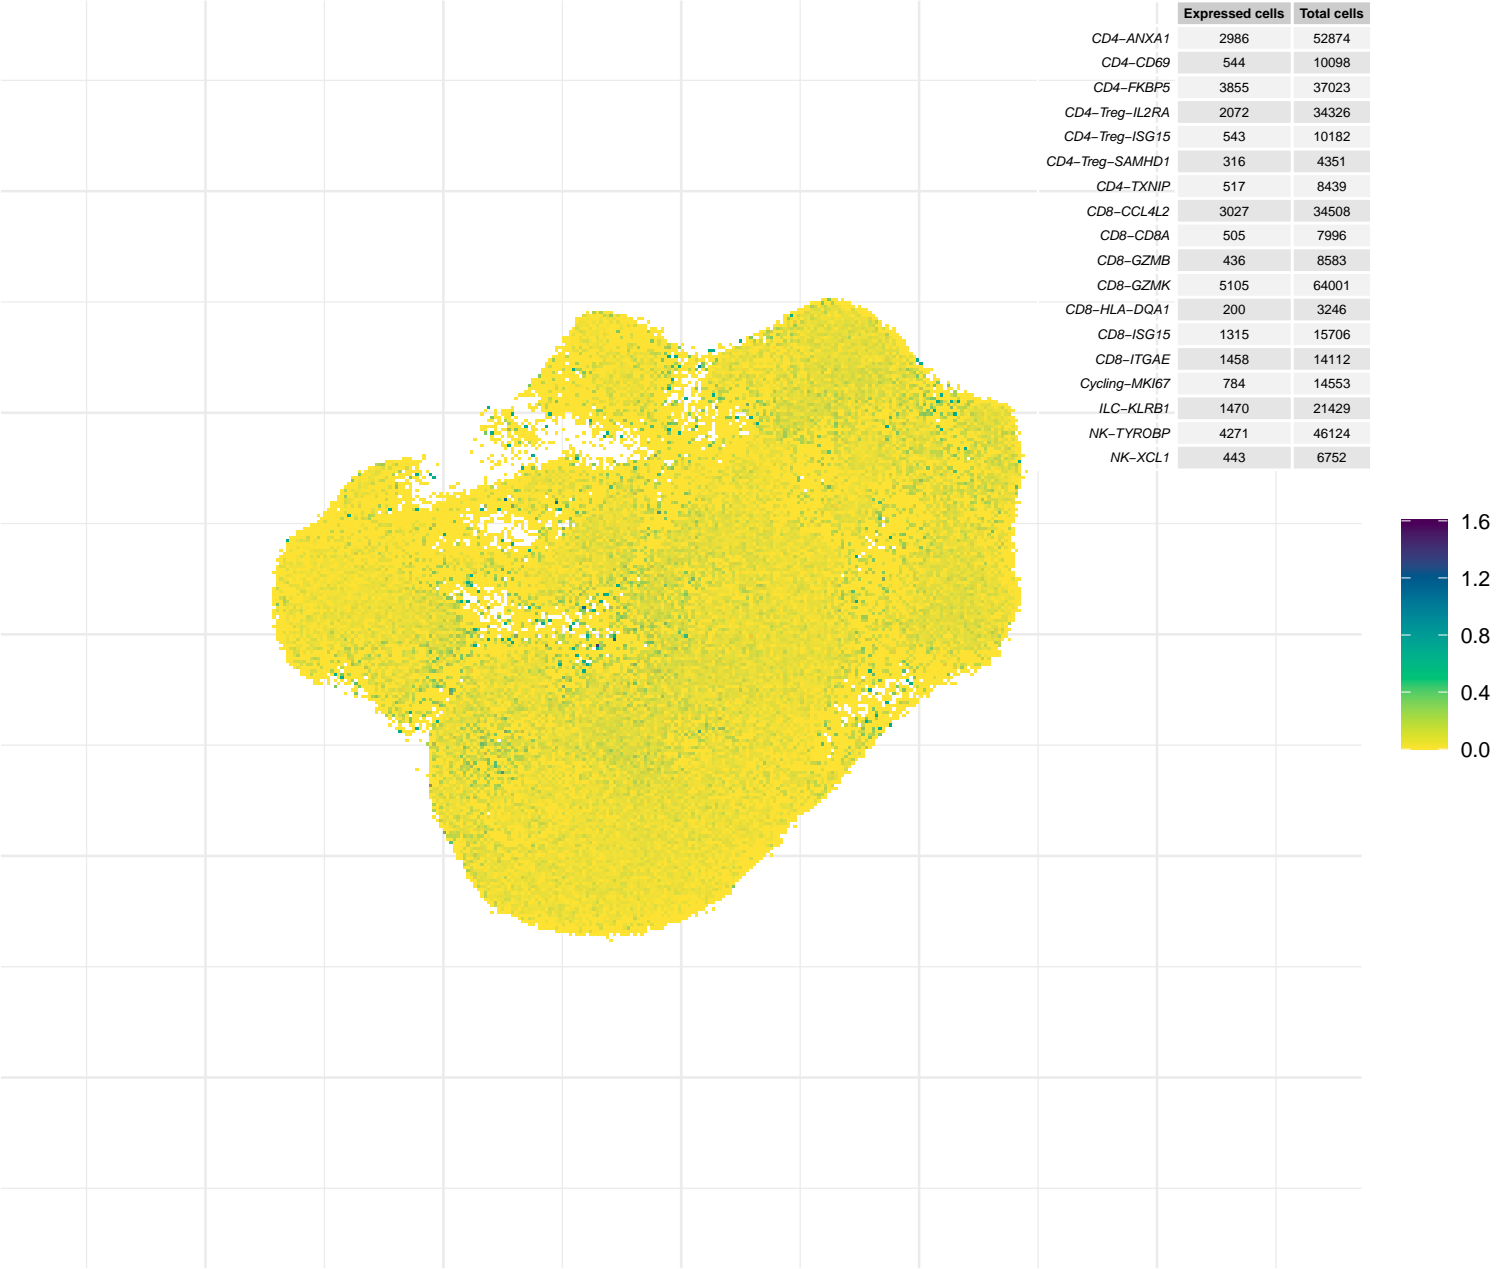 Expressed cells Total cells
CD4−ANXA1 2986 52874
CD4−CD69 544 10098
CD4−FKBP5 3855 37023
CD4−Treg−IL2RA 2072 34326
CD4−Treg−ISG15 543 10182
CD4−Treg−SAMHD1 316 4351
CD4−TXNIP 517 8439
CD8−CCL4L2 3027 34508
CD8−CD8A 505 7996
CD8−GZMB 436 8583
CD8−GZMK 5105 64001
CD8−HLA−DQA1 200 3246
CD8−ISG15 1315 15706
CD8−ITGAE 1458 14112
Cycling−MKI67 784 14553
ILC−KLRB1 1470 21429
NK−TYROBP 4271 46124
NK−XCL1 443 6752
1.6
1.2
0.8
0.4
0.0